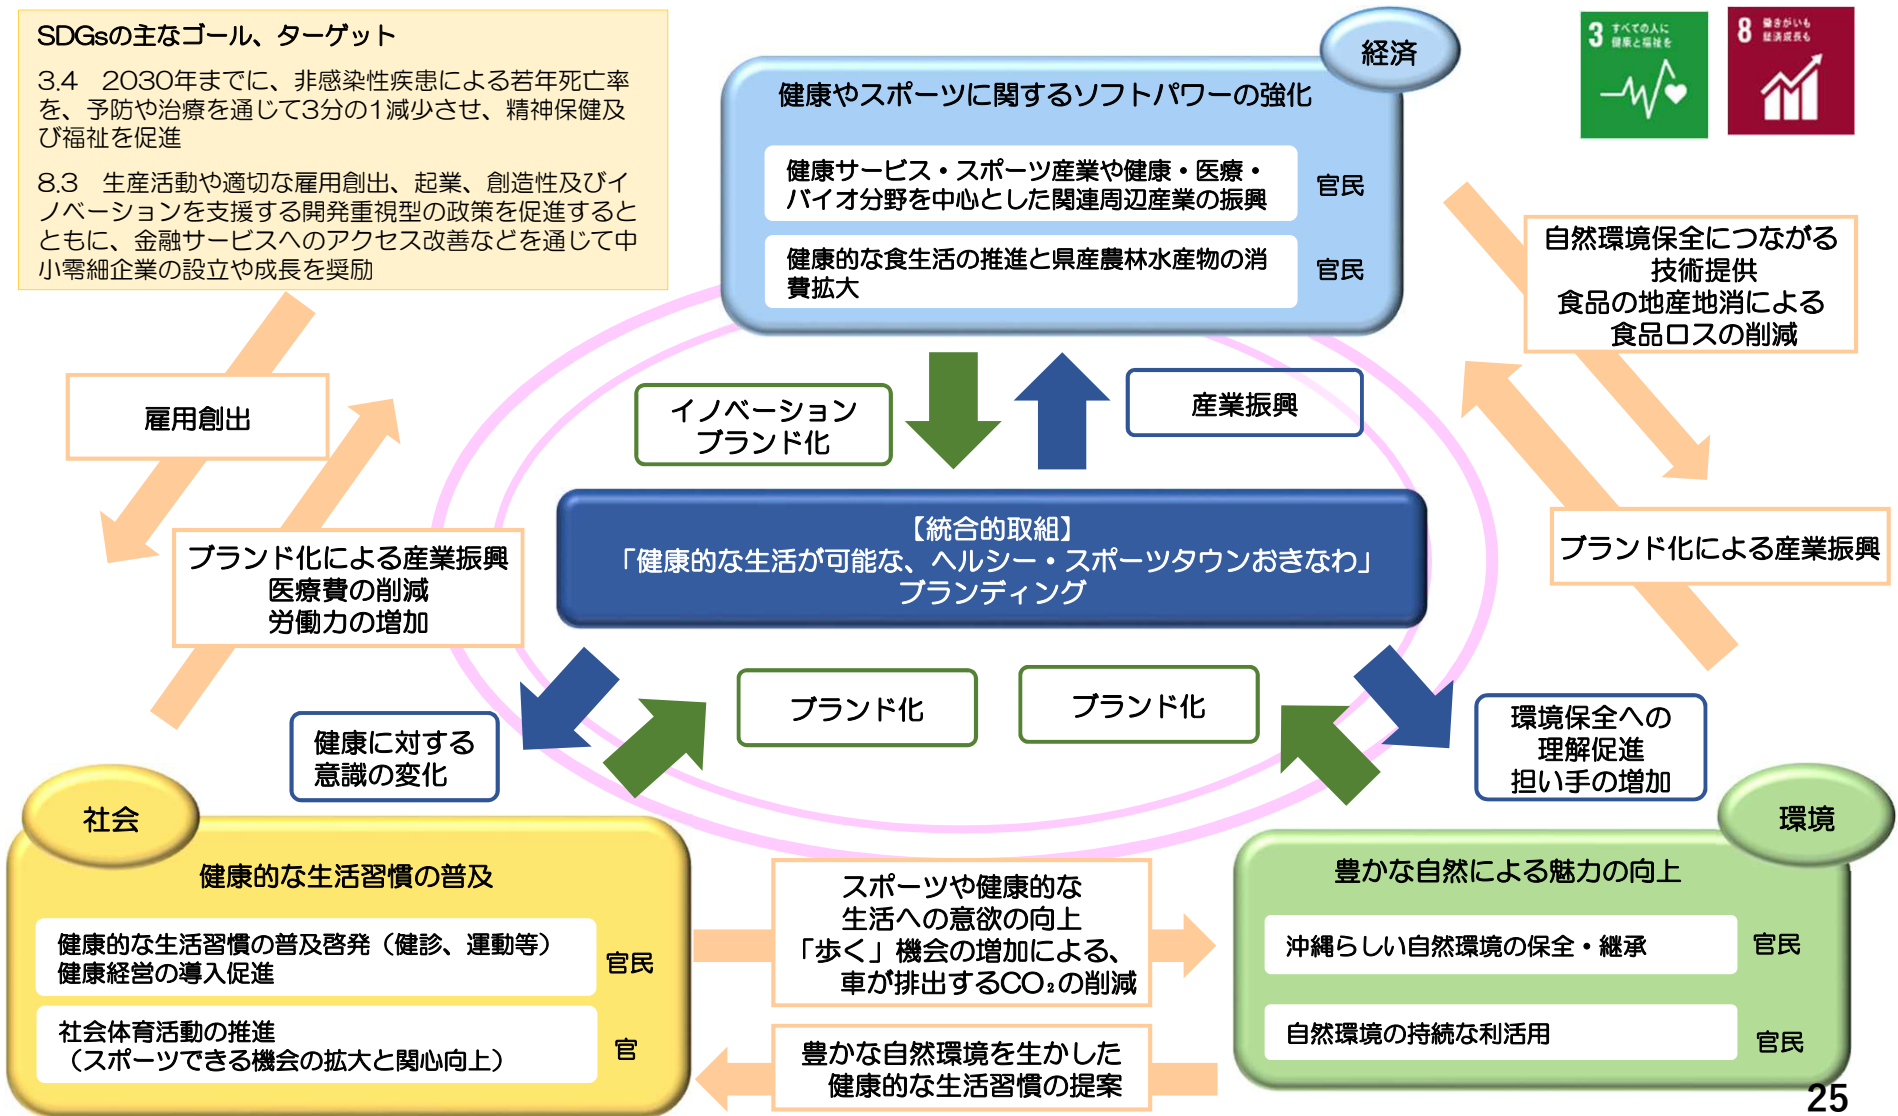 SDGsの主なゴール、ターゲット
3.4　2030年までに、非感染性疾患による若年死亡率
を、予防や治療を通じて3分の1減少させ、精神保健及
び福祉を促進
8.3　生産活動や適切な雇用創出、起業、創造性及びイ
ノベーションを支援する開発重視型の政策を促進すると
ともに、金融サービスへのアクセス改善などを通じて中
小零細企業の設立や成長を奨励
経済
健康やスポーツに関するソフトパワーの強化
健康サービス・スポーツ産業や健康・医療・
バイオ分野を中心とした関連周辺産業の振興
官民
健康的な食生活の推進と県産農林水産物の消
費拡大
官民
3 すべての人に
健康と福祉を
8 働きがいも
経済成長も
自然環境保全につながる
技術提供
食品の地産地消による
食品ロスの削減
雇用創出
イノベーション
ブランド化
産業振興
ブランド化による産業振興
医療費の削減
労働力の増加
【統合的取組】
「健康的な生活が可能な、ヘルシー・スポーツタウンおきなわ」
ブランディング
ブランド化による産業振興
健康に対する
意識の変化
ブランド化
ブランド化
環境保全への
理解促進
担い手の増加
社会
健康的な生活習慣の普及
健康的な生活習慣の普及啓発（健診、運動等）
健康経営の導入促進
官民
社会体育活動の推進
（スポーツできる機会の拡大と関心向上）
官
スポーツや健康的な
生活への意欲の向上
「歩く」機会の増加による、
車が排出するCO₂の削減
豊かな自然環境を生かした
健康的な生活習慣の提案
環境
豊かな自然による魅力の向上
沖縄らしい自然環境の保全・継承
官民
自然環境の持続な利活用
官民
25